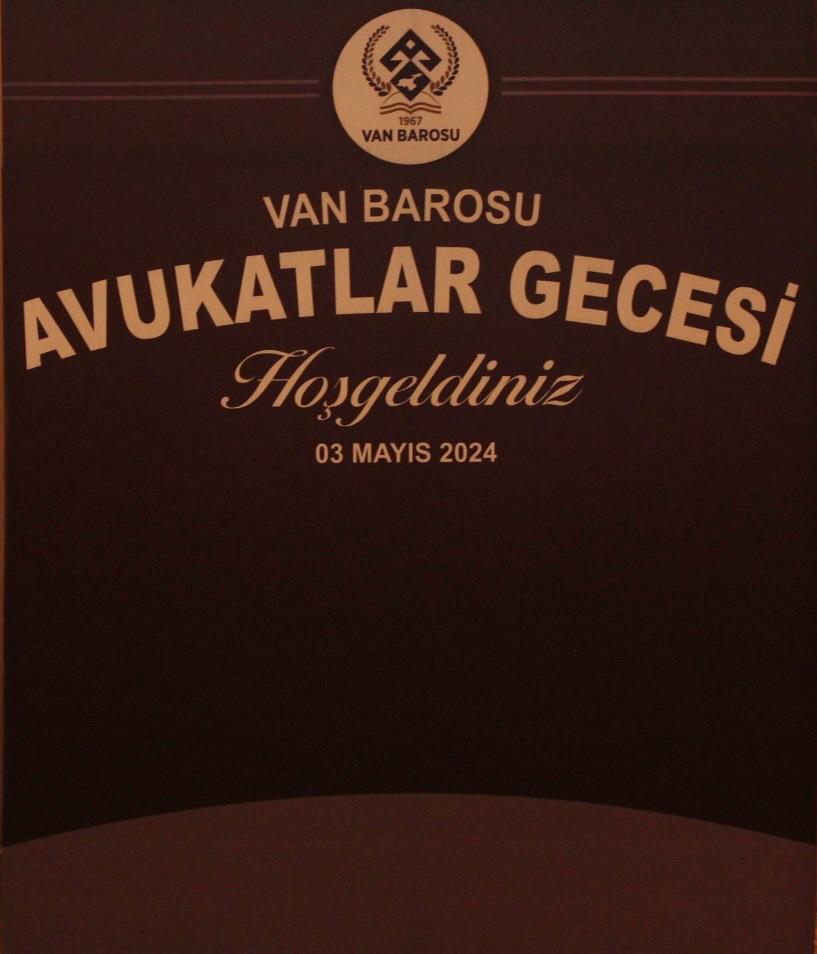 1967
VAN BAROSU
VAN BAROSU
AVUKATLAR GECESİ
Hoşgeldiniz
03 MAYIS 2024